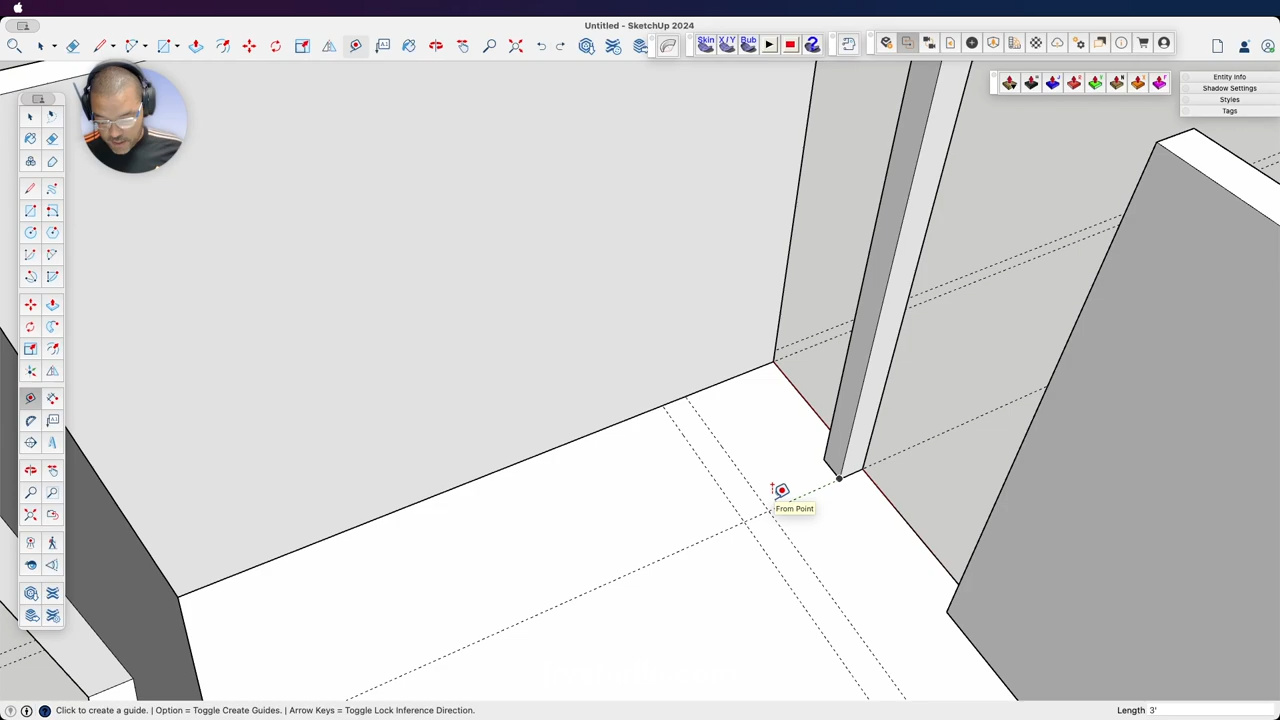 Untitled - SketchUp 2024
Skin
X/Y
Bub
Entity Info
Shadow Settings
Styles
Tags
From Point
Click to create a guide. | Option = Toggle Create Guides. | Arrow Keys = Toggle Lock Inference Direction.
Length 3'